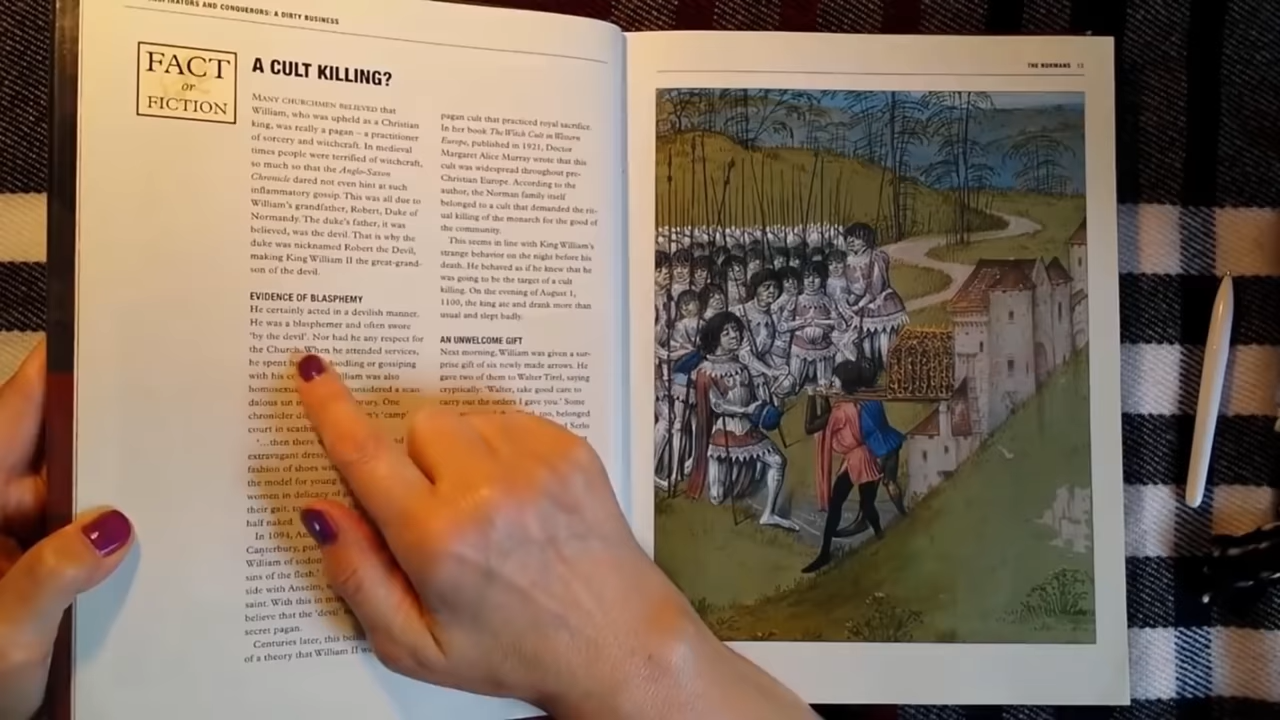 SPIRATORS AND CONQUERORS: A DIRTY BUSINESS
FACT
or
FICTION
A CULT KILLING?
MANY CHURCHMEN BELIEVED that
William, who was upheld as a Christian
king, was really a pagan – a practitioner
of sorcery and witchcraft. In medieval
times people were terrified of witchcraft,
so much so that the Anglo-Saxon
Chronicle dared not even hint at such
inflammatory gossip. This was all due to
William's grandfather, Robert, Duke of
Normandy. The duke's father, it was
believed, was the devil. That is why the
duke was nicknamed Robert the Devil,
making King William II the great-grand-
son of the devil.
EVIDENCE OF BLASPHEMY
He certainly acted in a devilish manner.
He was a blasphemer and often swore
'by the devil'. Nor had he any respect for
the Church. When he attended services,
he spent doodling or gossiping
with his William was also
considered a scan-
dalous sin in One
chronicler 'camp'
court in
'…then there
extravagant dress,
fashion of shoes
the model for young
women in delicacy of
their gait,
half naked
In 1094,
Canterbury,
William of
sins of the flesh.'
side with Anselm,
saint. With this in
believe that the 'devil'
secret pagan.
Centuries later, this
of a theory that William II
pagan cult that practiced royal sacrifice.
In her book The Witch Cult in Western
Europe, published in 1921, Doctor
Margaret Alice Murray wrote that this
cult was widespread throughout pre-
Christian Europe. According to the
author, the Norman family itself
belonged to a cult that demanded the rit-
ual killing of the monarch for the good of
the community.
This seems in line with King William's
strange behavior on the night before his
death. He behaved as if he knew that he
was going to be the target of a cult
killing. On the evening of August 1,
1100, the king ate and drank more than
usual and slept badly.
AN UNWELCOME GIFT
Next morning, William was given a sur-
prise gift of six newly made arrows. He
gave two of them to Walter Tirel, saying
cryptically: 'Walter, take good care to
carry out the orders I gave you.' Some
too, belonged
Serlo
THE NORMANS 13